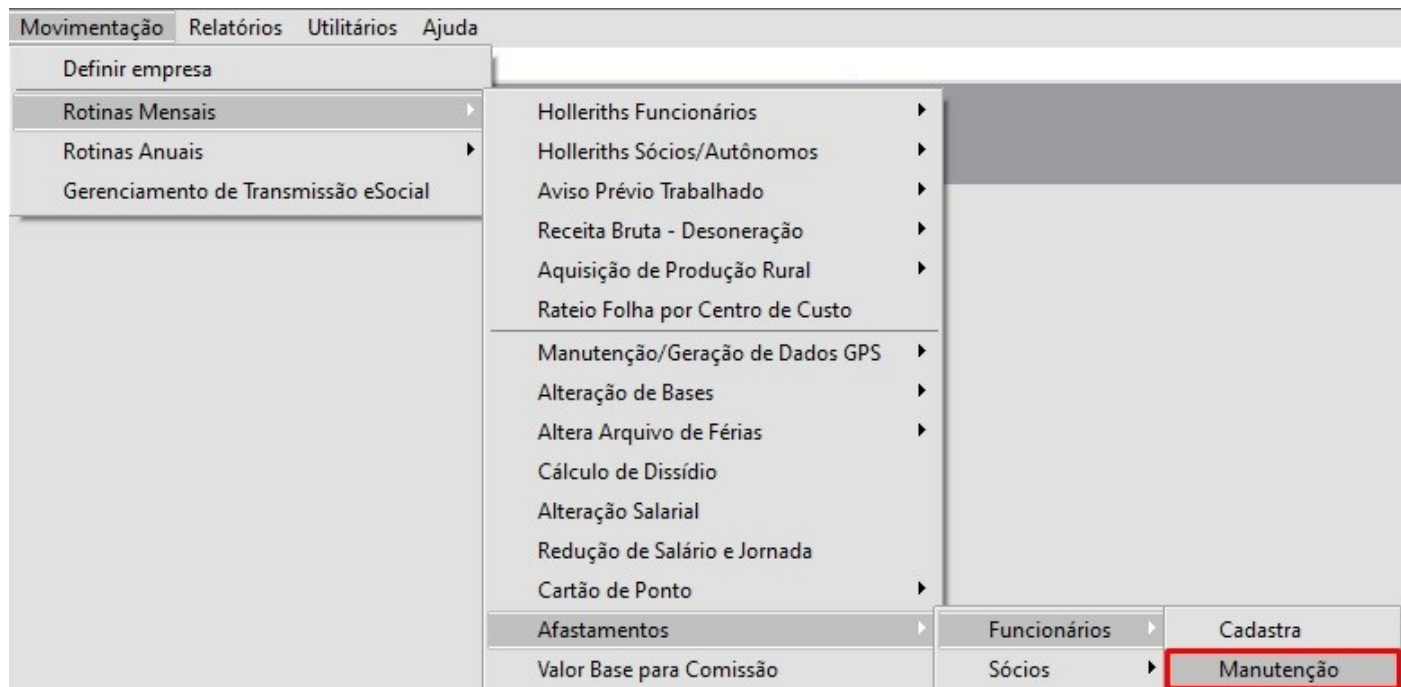 Movimentação Relatórios Utilitários Ajuda
Definir empresa
Rotinas Mensais
Rotinas Anuais
Gerenciamento de Transmissão eSocial
Holleriths Funcionários
Holleriths Sócios/Autônomos
Aviso Prévio Trabalhado
Receita Bruta - Desoneração
Aquisição de Produção Rural
Rateio Folha por Centro de Custo
Manutenção/Geração de Dados GPS
Alteração de Bases
Altera Arquivo de Férias
Cálculo de Dissídio
Alteração Salarial
Redução de Salário e Jornada
Cartão de Ponto
Afastamentos
Valor Base para Comissão
Funcionários
Sócios
Cadastra
Manutenção